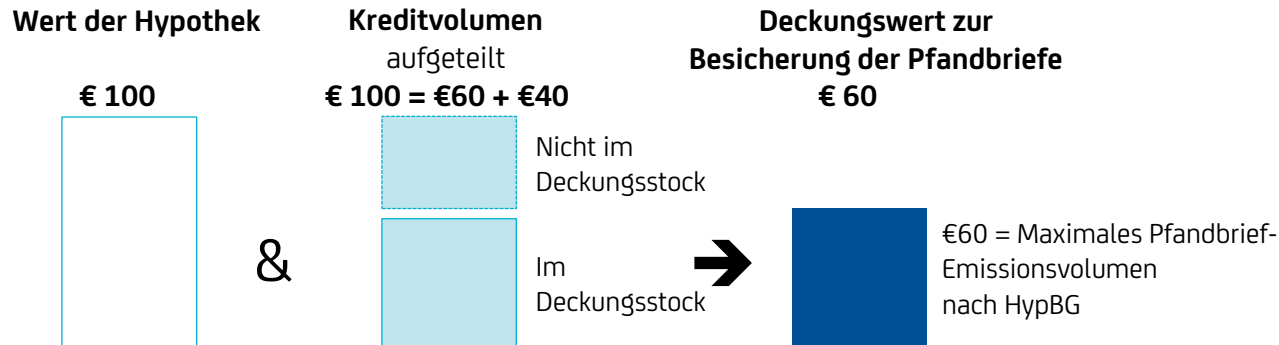 Wert der Hypothek
€ 100
&
Kreditvolumen
aufgeteilt
€ 100 = €60 + €40
Nicht im
Deckungsstock
Im
Deckungsstock
Deckungswert zur
Besicherung der Pfandbriefe
€ 60
€60 = Maximales Pfandbrief-
Emissionsvolumen
nach HypBG